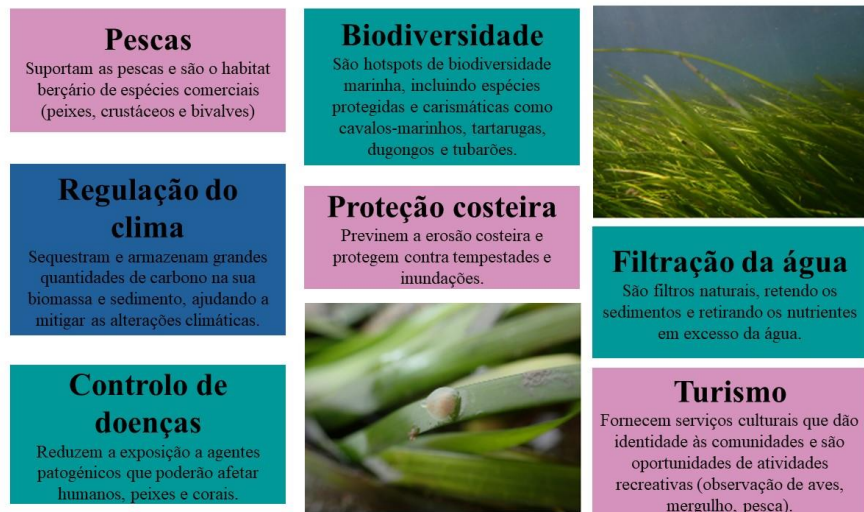 Pescas
Suportam as pescas e são o habitat
berçário de espécies comerciais
(peixes, crustáceos e bivalves)
Regulação do
clima
Sequestram e armazenam grandes
quantidades de carbono na sua
biomassa e sedimento, ajudando a
mitigar as alterações climáticas.
Controlo de
doenças
Reduzem a exposição a agentes
patogénicos que poderão afetar
humanos, peixes e corais.
Biodiversidade
São hotspots de biodiversidade
marinha, incluindo espécies
protegidas e carismáticas como
cavalos-marinhos, tartarugas,
dugongos e tubarões.
Proteção costeira
Previnem a erosão costeira e
protegem contra tempestades e
inundações.
Filtração da água
São filtros naturais, retendo os
sedimentos e retirando os nutrientes
em excesso da água.
Turismo
Fornecem serviços culturais que dão
identidade às comunidades e são
oportunidades de atividades
recreativas (observação de aves,
mergulho, pesca).